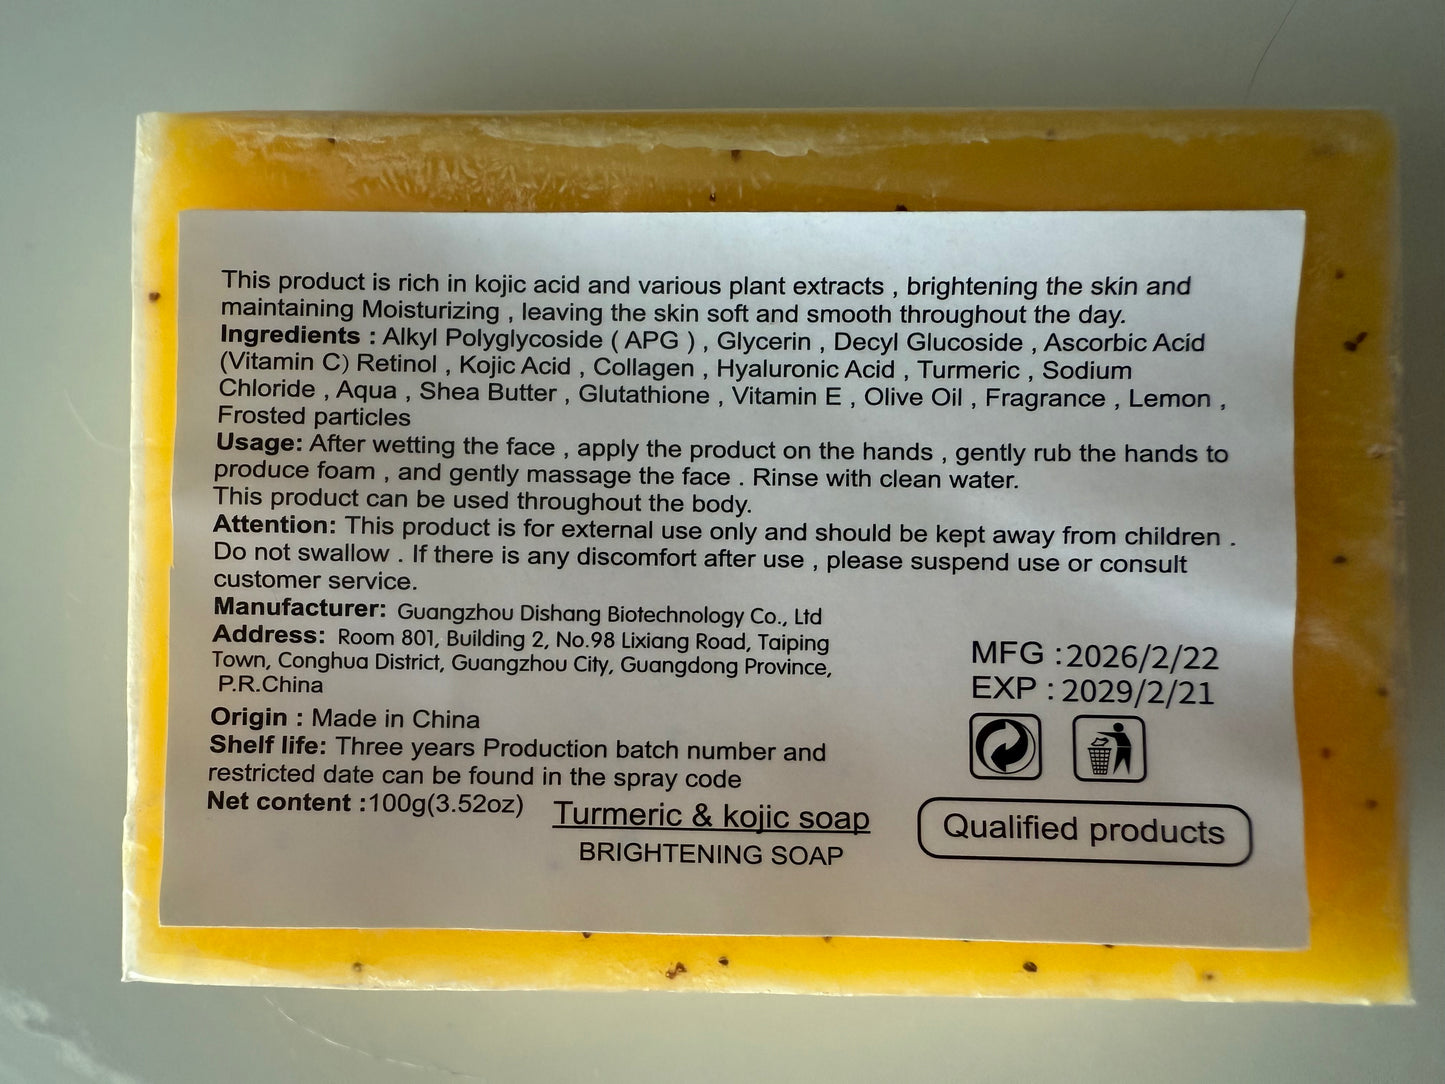 This product is rich in kojic acid and various plant extracts , brightening the skin and
maintaining Moisturizing , leaving the skin soft and smooth throughout the day.
Ingredients : Alkyl Polyglycoside ( APG ) , Glycerin , Decyl Glucoside , Ascorbic Acid
(Vitamin C) Retinol , Kojic Acid , Collagen , Hyaluronic Acid , Turmeric , Sodium
Chloride , Aqua , Shea Butter , Glutathione , Vitamin E , Olive Oil , Fragrance , Lemon ,
Frosted particles
Usage: After wetting the face , apply the product on the hands , gently rub the hands to
produce foam , and gently massage the face . Rinse with clean water.
This product can be used throughout the body.
Attention: This product is for external use only and should be kept away from children .
Do not swallow . If there is any discomfort after use , please suspend use or consult
customer service.
Manufacturer: Guangzhou Dishang Biotechnology Co., Ltd
Address: Room 801, Building 2, No.98 Lixiang Road, Taiping
Town, Conghua District, Guangzhou City, Guangdong Province,
P.R.China
Origin : Made in China
Shelf life: Three years Production batch number and
restricted date can be found in the spray code
Net content :100g(3.52oz)
Turmeric & kojic soap
BRIGHTENING SOAP
MFG :2026/2/22
EXP : 2029/2/21
Qualified products